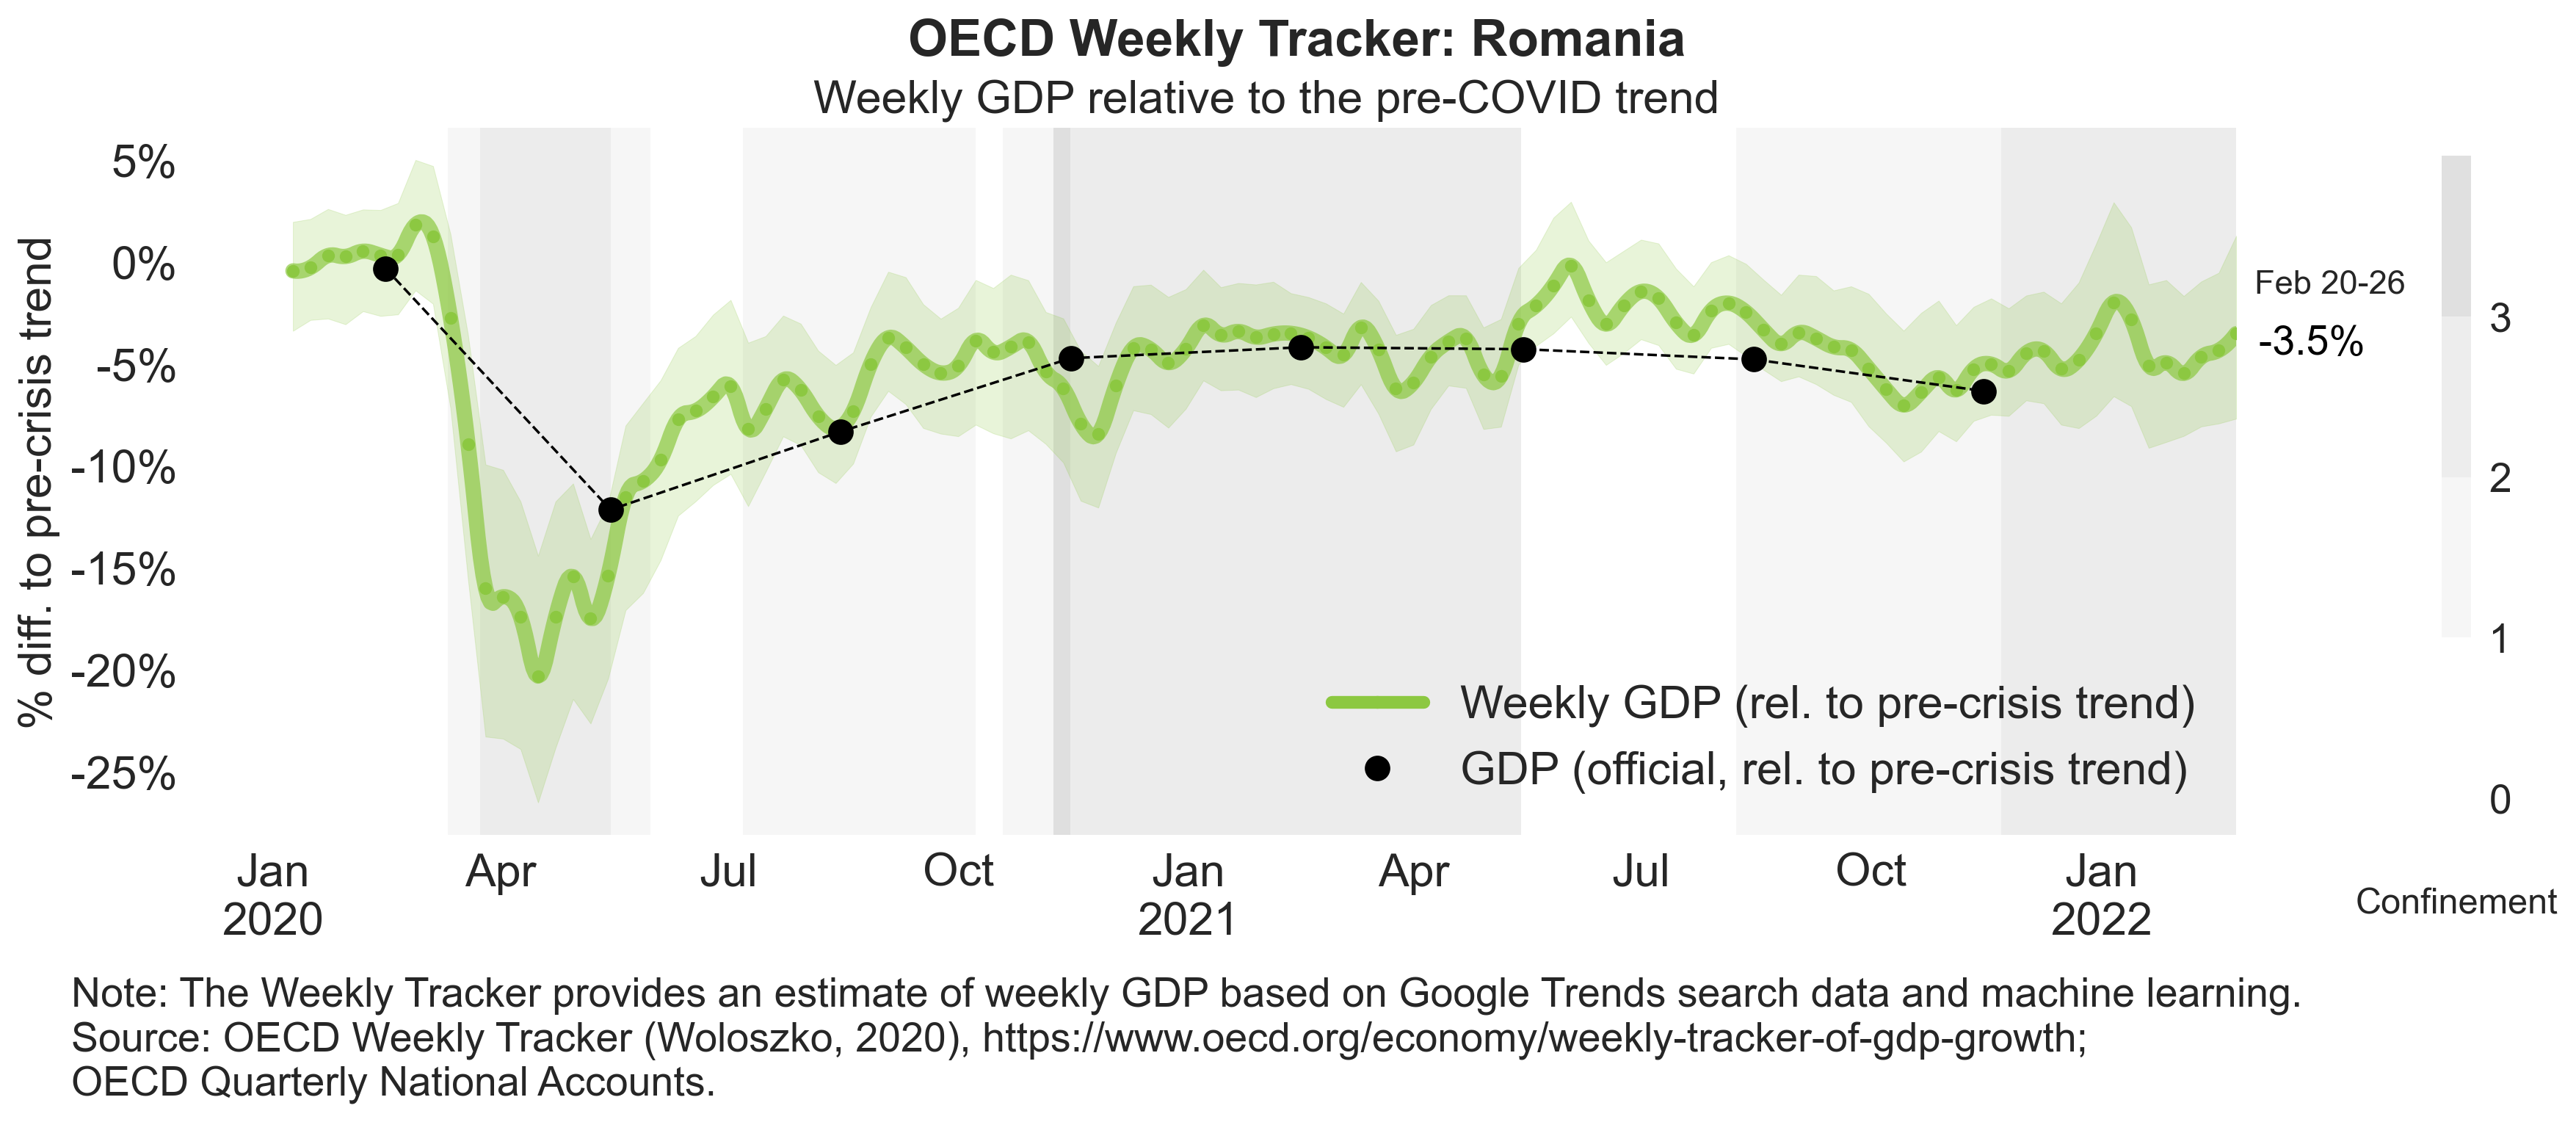 OECD Weekly Tracker: Romania
Weekly GDP relative to the pre-COVID trend
% diff. to pre-crisis trend
5%
0%
-5%
-10%
-15%
-20%
-25%
Feb 20-26
-3.5%
3
2
1
0
Confinement
Weekly GDP (rel. to pre-crisis trend)
GDP (official, rel. to pre-crisis trend)
Jan Apr Jul Oct Jan Apr Jul Oct Jan
2020 2021 2022
Note: The Weekly Tracker provides an estimate of weekly GDP based on Google Trends search data and machine learning.
Source: OECD Weekly Tracker (Woloszko, 2020), https://www.oecd.org/economy/weekly-tracker-of-gdp-growth;
OECD Quarterly National Accounts.